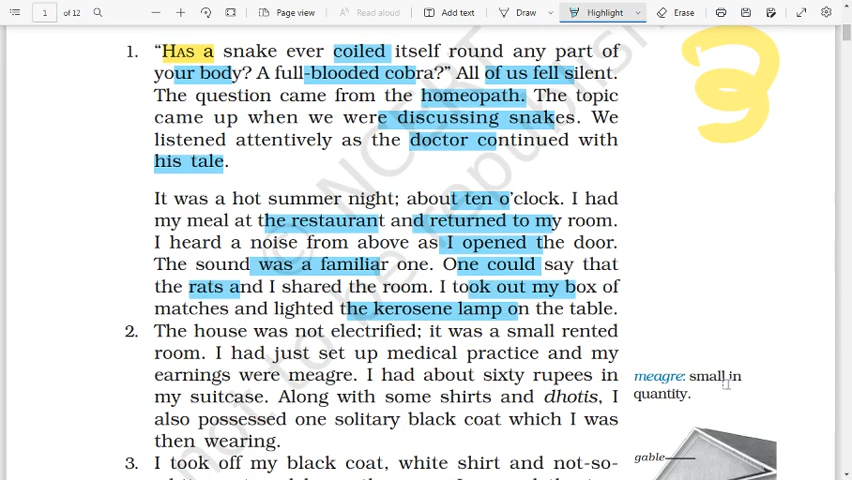 1 of 12
Page view
Read aloud
Add text
Draw
Highlight
Erase
1. “HAS a snake ever coiled itself round any part of
your body? A full-blooded cobra?” All of us fell silent.
The question came from the homeopath. The topic
came up when we were discussing snakes. We
listened attentively as the doctor continued with
his tale.
It was a hot summer night; about ten o’clock. I had
my meal at the restaurant and returned to my room.
I heard a noise from above as I opened the door.
The sound was a familiar one. One could say that
the rats and I shared the room. I took out my box of
matches and lighted the kerosene lamp on the table.
2. The house was not electrified; it was a small rented
room. I had just set up medical practice and my
earnings were meagre. I had about sixty rupees in
my suitcase. Along with some shirts and dhotis, I
also possessed one solitary black coat which I was
then wearing.
meagre: small in
quantity.
gable
3. I took off my black coat, white shirt and not-so-
© NCERT
not to be republish